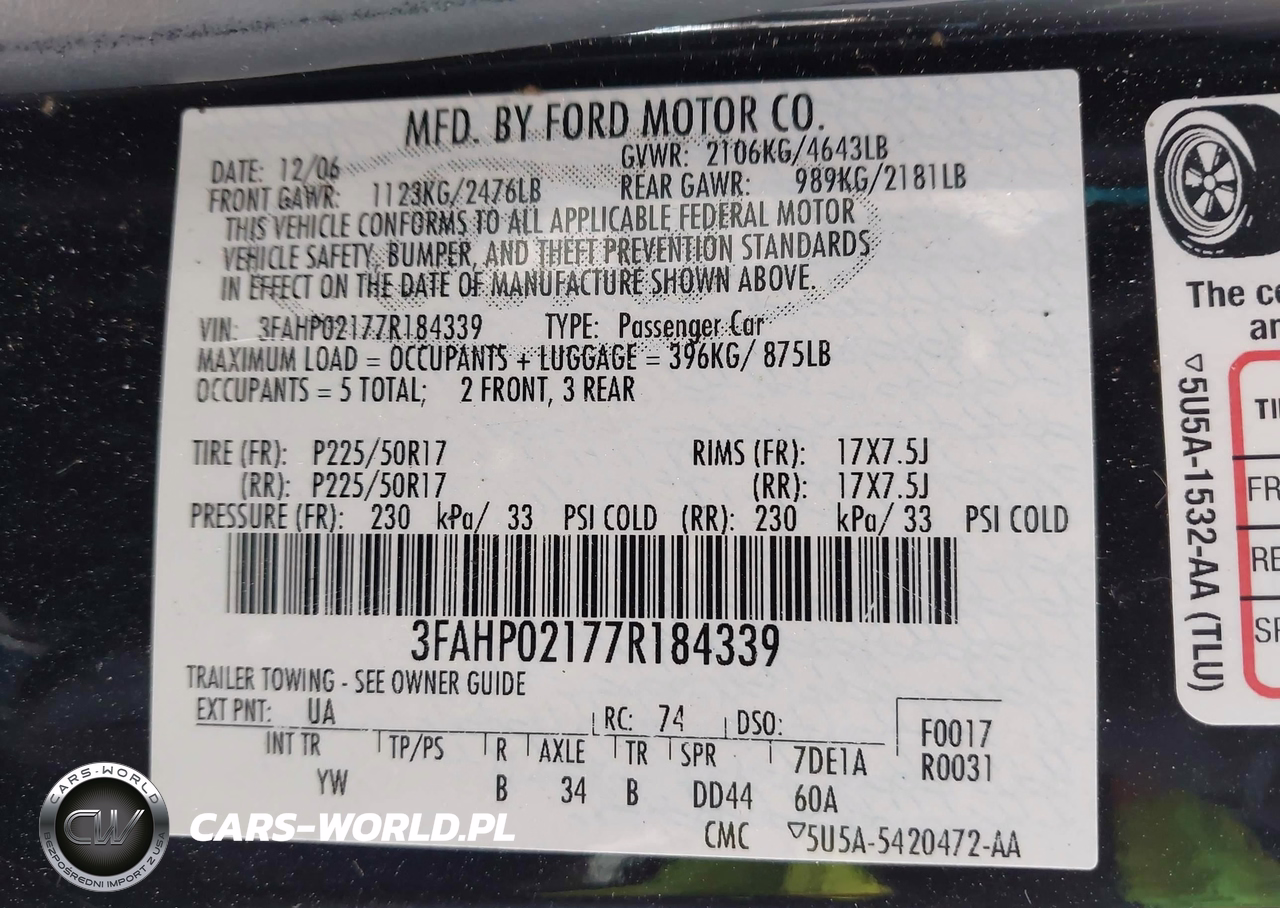 MFD. BY FORD MOTOR CO.
DATE: 12/06 GVWR: 2106KG/4643LB
FRONT GAWR: 1123KG/2476LB REAR GAWR: 989KG/2181LB
THIS VEHICLE CONFORMS TO ALL APPLICABLE FEDERAL MOTOR
VEHICLE SAFETY, BUMPER, AND THEFT PREVENTION STANDARDS
IN EFFECT ON THE DATE OF MANUFACTURE SHOWN ABOVE.
VIN: 3FAHP02177R184339 TYPE: Passenger Car
MAXIMUM LOAD = OCCUPANTS + LUGGAGE = 396KG/ 875LB
OCCUPANTS = 5 TOTAL; 2 FRONT, 3 REAR
TIRE (FR): P225/50R17 RIMS (FR): 17X7.5J
(RR): P225/50R17 (RR): 17X7.5J
PRESSURE (FR): 230 kPa/ 33 PSI COLD (RR): 230 kPa/ 33 PSI COLD
3FAHP02177R184339
TRAILER TOWING - SEE OWNER GUIDE
EXT PNT: UA RC: 74 DSO:
F0017
R0031
INT TR TP/PS R AXLE TR SPR 7DE1A
YW B 34 B DD44 60A
CMC ▽5U5A-5420472-AA
The
▽5U5A-1532-AA (TLU)
CARS-WORLD
CW
BEZPOŚREDNI IMPORT Z USA
CARS-WORLD.PL